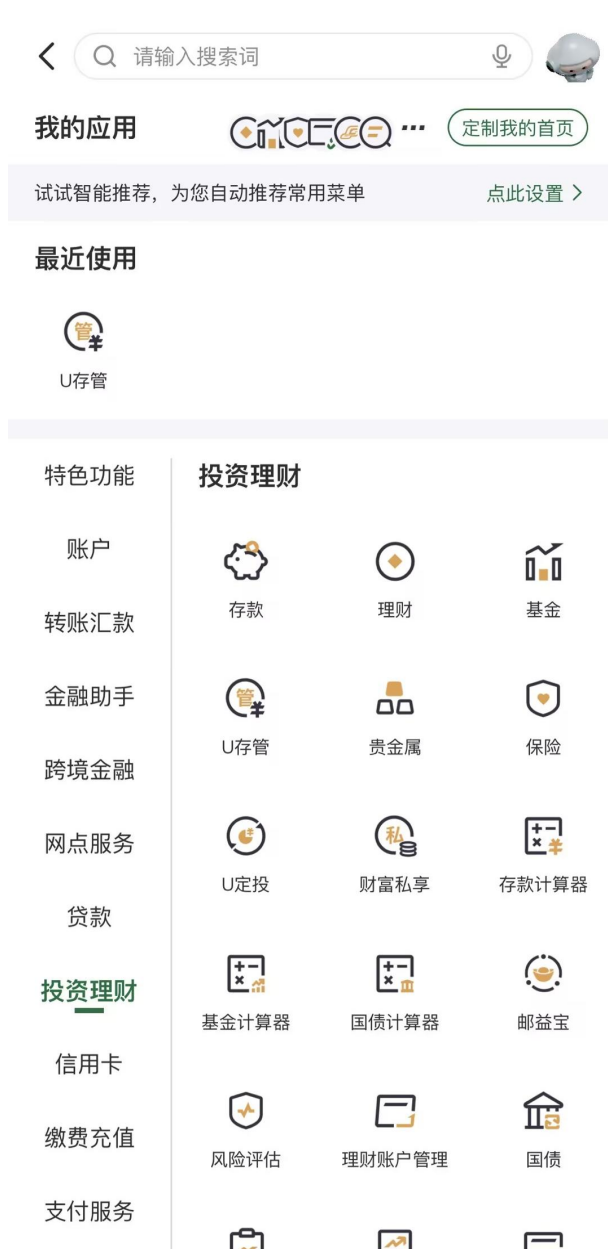 请输入搜索词
我的应用
定制我的首页
试试智能推荐，为您自动推荐常用菜单
点此设置
最近使用
管
U存管
特色功能
账户
转账汇款
金融助手
跨境金融
网点服务
贷款
投资理财
信用卡
缴费充值
支付服务
投资理财
存款
理财
基金
管
U存管
贵金属
保险
U定投
私
财富私享
存款计算器
基金计算器
国债计算器
邮益宝
风险评估
理财账户管理
国债